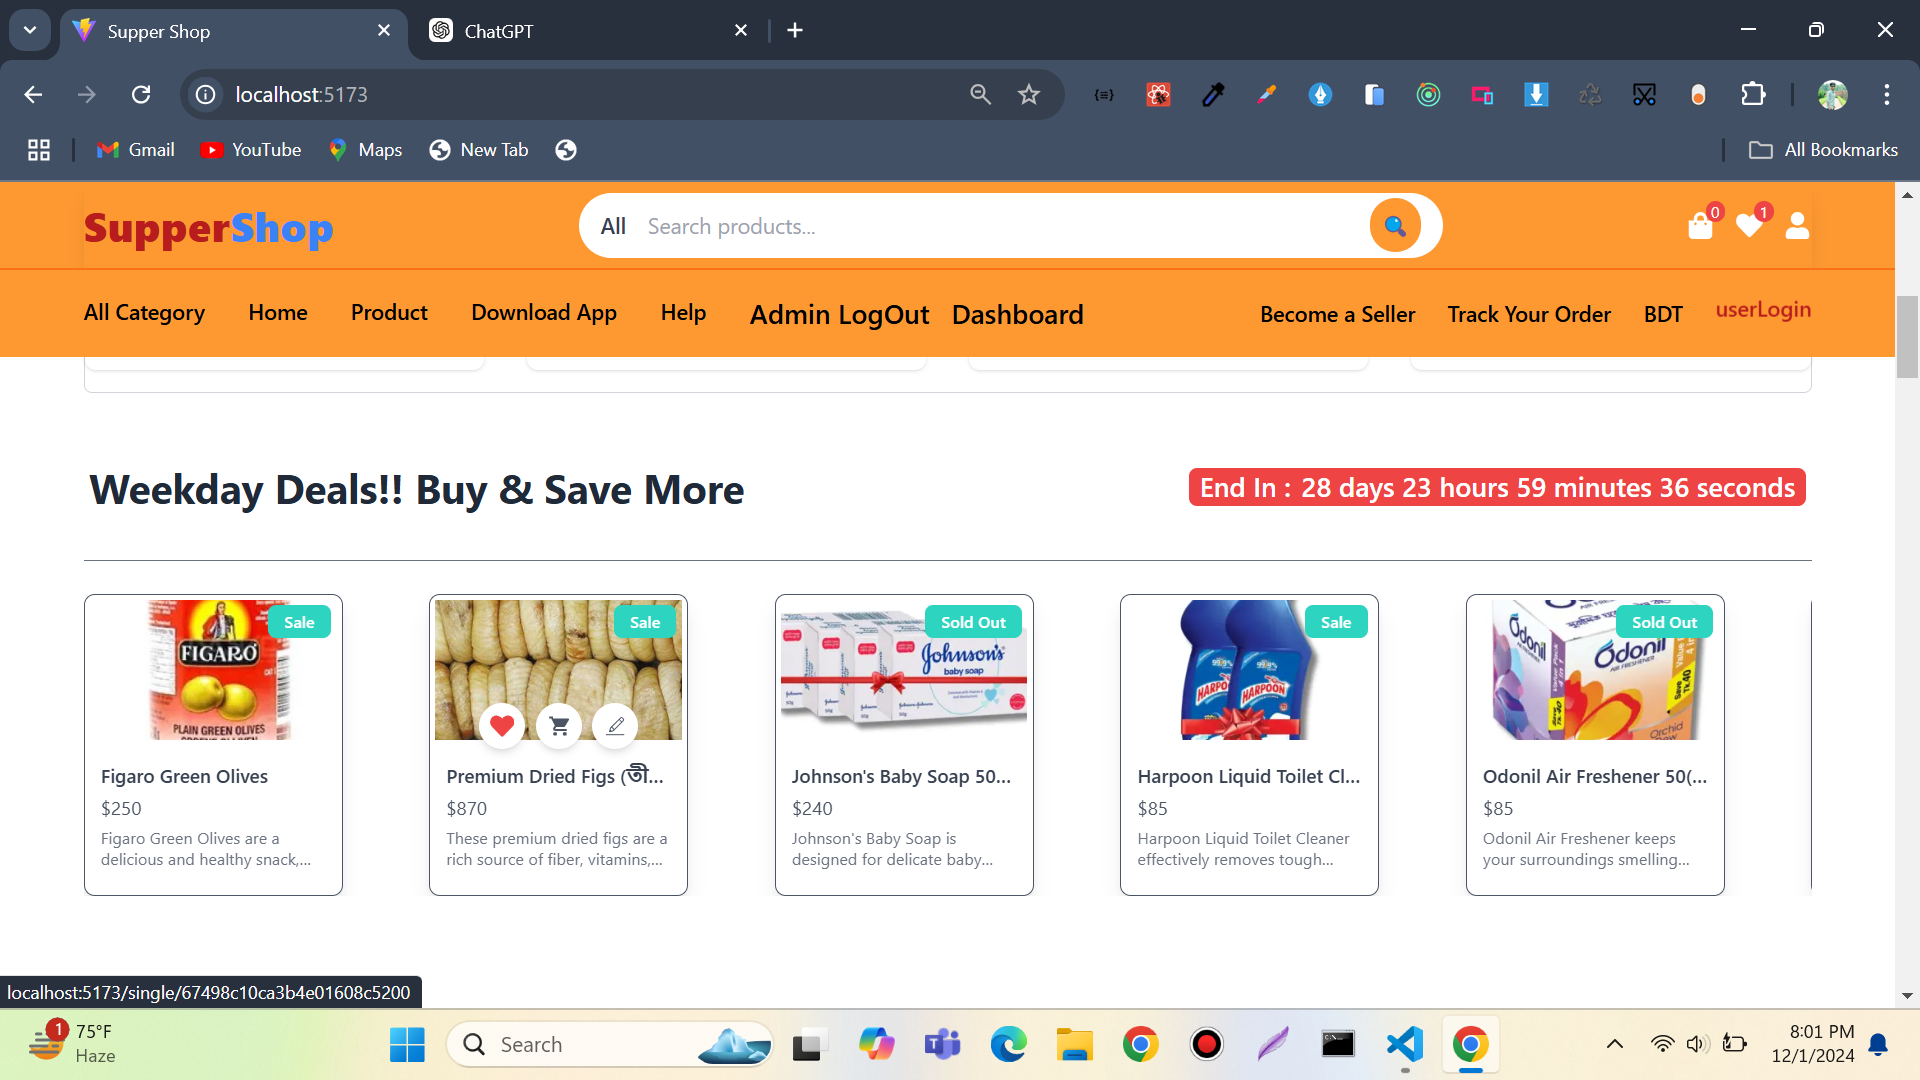 Supper Shop
ChatGPT
localhost:5173
Gmail
YouTube
Maps
New Tab
All Bookmarks
SupperShop
All
Search products...
0
1
All Category
Home
Product
Download App
Help
Admin LogOut
Dashboard
Become a Seller
Track Your Order
BDT
userLogin
Weekday Deals!! Buy & Save More
End In : 28 days 23 hours 59 minutes 36 seconds
Sale
FIGARO
PLAIN GREEN OLIVES
Figaro Green Olives
$250
Figaro Green Olives are a
delicious and healthy snack,...
Sale
Premium Dried Figs (তী...
$870
These premium dried figs are a
rich source of fiber, vitamins,...
Sold Out
Johnson's
baby soap
Johnson's Baby Soap 50...
$240
Johnson's Baby Soap is
designed for delicate baby...
Sale
HARPOON
Harpoon Liquid Toilet Cl...
$85
Harpoon Liquid Toilet Cleaner
effectively removes tough...
Sold Out
Odonil
Odonil
AIR FRESHENER
Save
Tk.40
Orchid
Dew
Odonil Air Freshener 50(...
$85
Odonil Air Freshener keeps
your surroundings smelling...
localhost:5173/single/67498c10ca3b4e01608c5200
1
75°F
Haze
Search
8:01 PM
12/1/2024